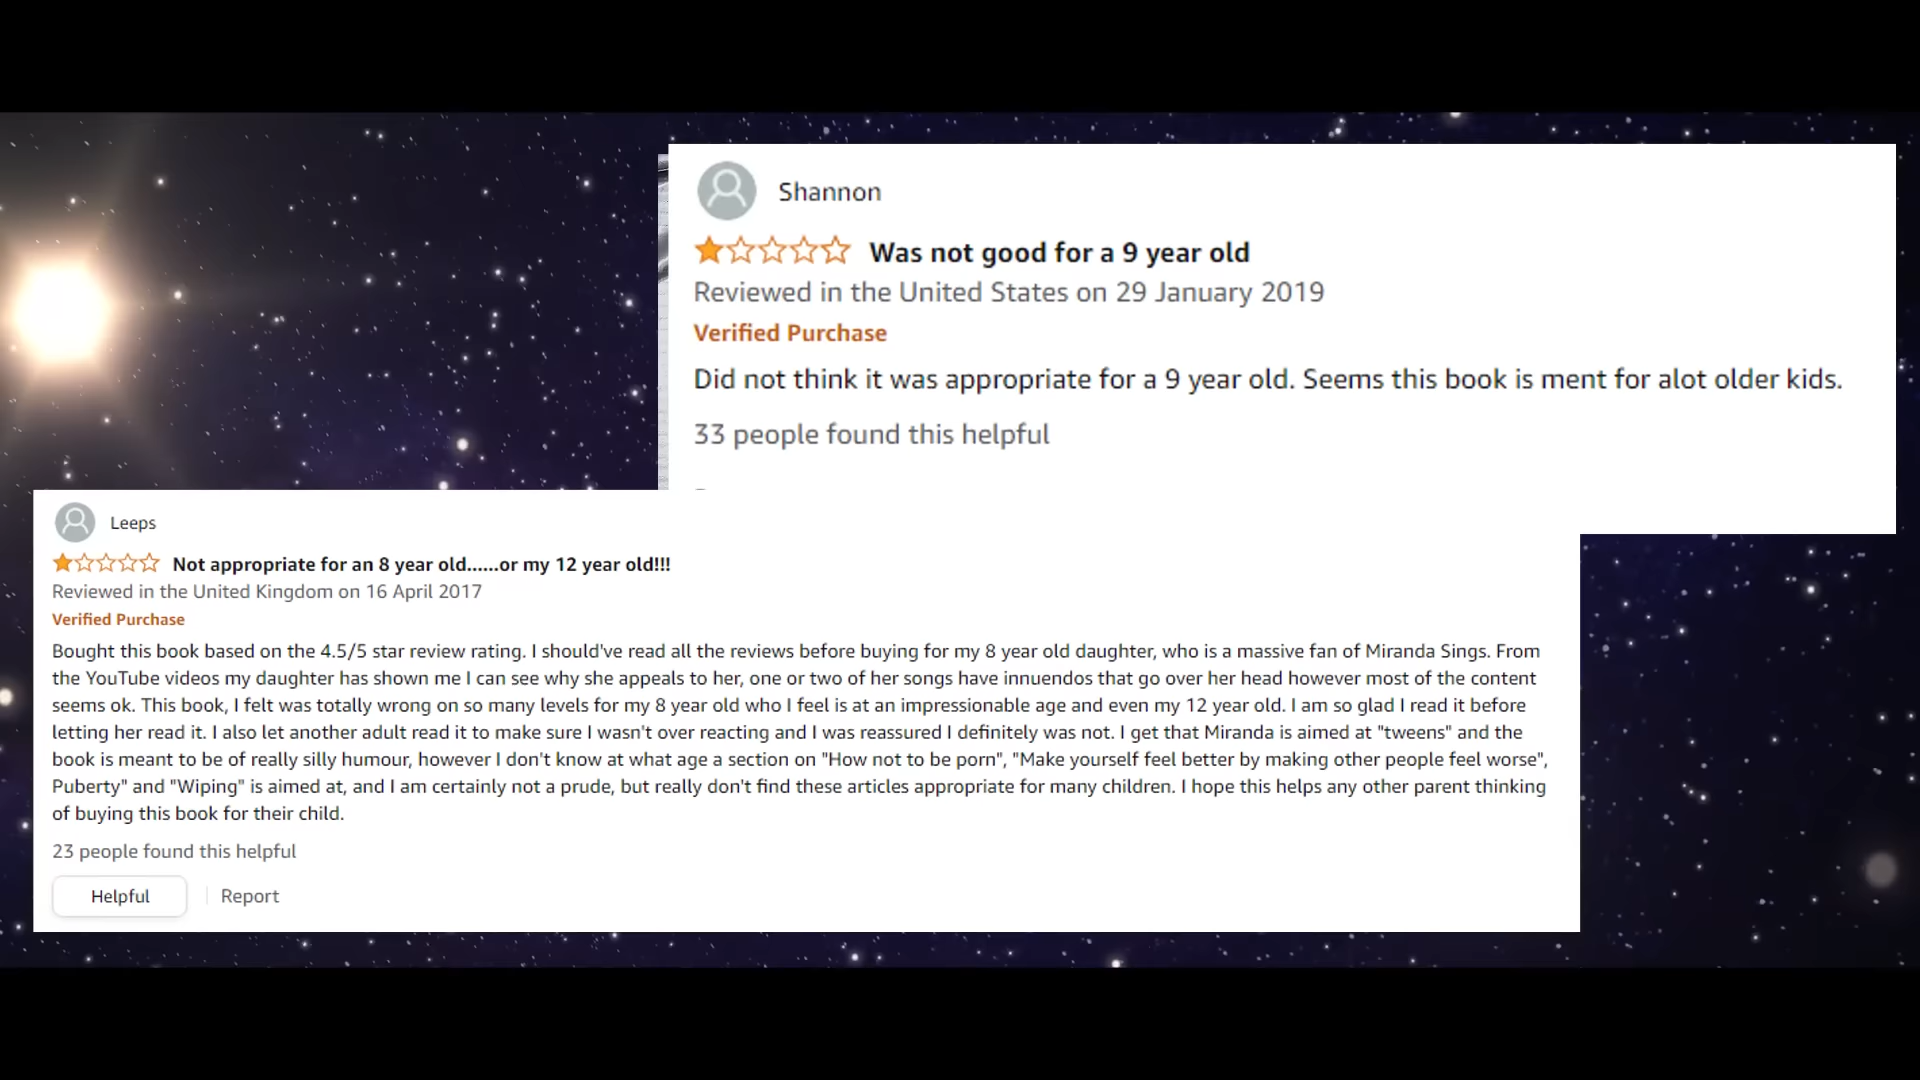 Shannon
Was not good for a 9 year old
Reviewed in the United States on 29 January 2019
Verified Purchase
Did not think it was appropriate for a 9 year old. Seems this book is ment for alot older kids.
33 people found this helpful
Leeps
Not appropriate for an 8 year old......or my 12 year old!!!
Reviewed in the United Kingdom on 16 April 2017
Verified Purchase
Bought this book based on the 4.5/5 star review rating. I should've read all the reviews before buying for my 8 year old daughter, who is a massive fan of Miranda Sings. From
the YouTube videos my daughter has shown me I can see why she appeals to her, one or two of her songs have innuendos that go over her head however most of the content
seems ok. This book, I felt was totally wrong on so many levels for my 8 year old who I feel is at an impressionable age and even my 12 year old. I am so glad I read it before
letting her read it. I also let another adult read it to make sure I wasn't over reacting and I was reassured I definitely was not. I get that Miranda is aimed at "tweens" and the
book is meant to be of really silly humour, however I don't know at what age a section on "How not to be porn", "Make yourself feel better by making other people feel worse",
Puberty" and "Wiping" is aimed at, and I am certainly not a prude, but really don't find these articles appropriate for many children. I hope this helps any other parent thinking
of buying this book for their child.
23 people found this helpful
Helpful
Report